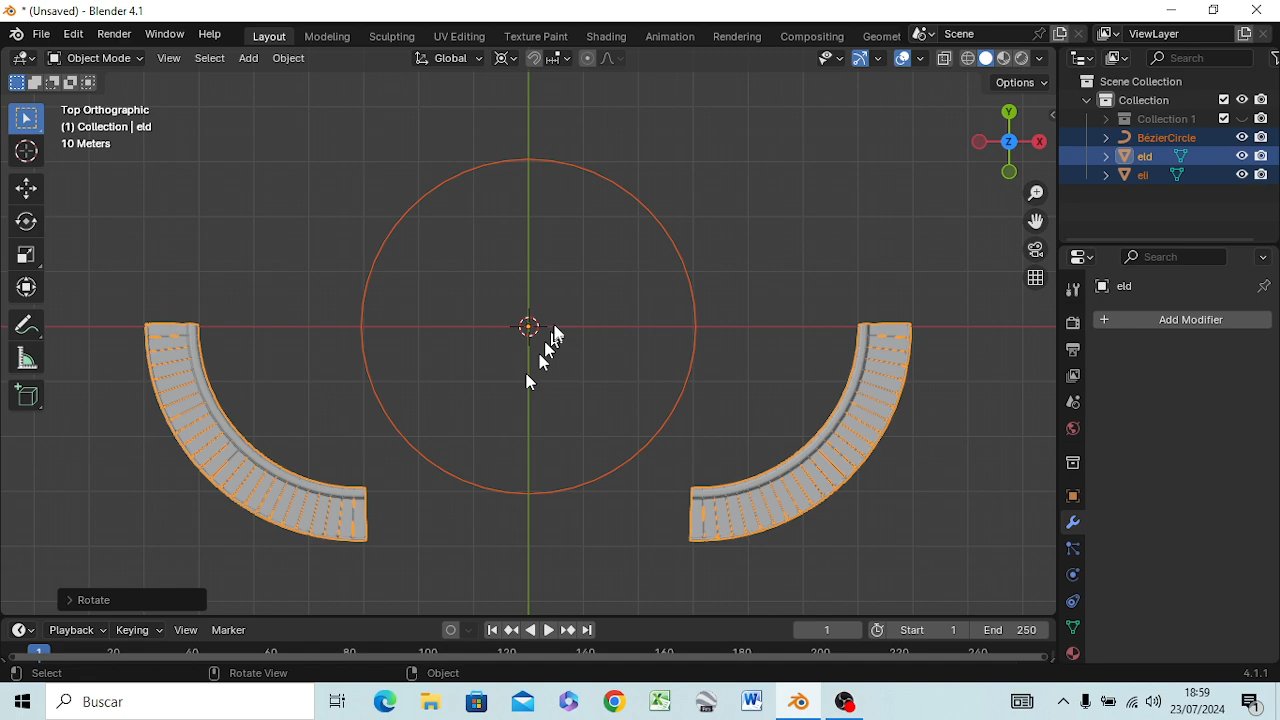 * (Unsaved) - Blender 4.1
File Edit Render Window Help Layout Modeling Sculpting UV Editing Texture Paint Shading Animation Rendering Compositing Geomet Scene ViewLayer
Object Mode View Select Add Object Global Search
Options
Top Orthographic
(1) Collection | eld
10 Meters
Y
Z
X
Scene Collection
Collection
Collection 1
BézierCircle
eld
Search
eld
Add Modifier
Rotate
Playback Keying View Marker 1 Start 1 End 250
1 20 40 60 80 100 120 140 160 180 200 220 240
Select Rotate View Object 4.1.1
Buscar
18:59
23/07/2024
1